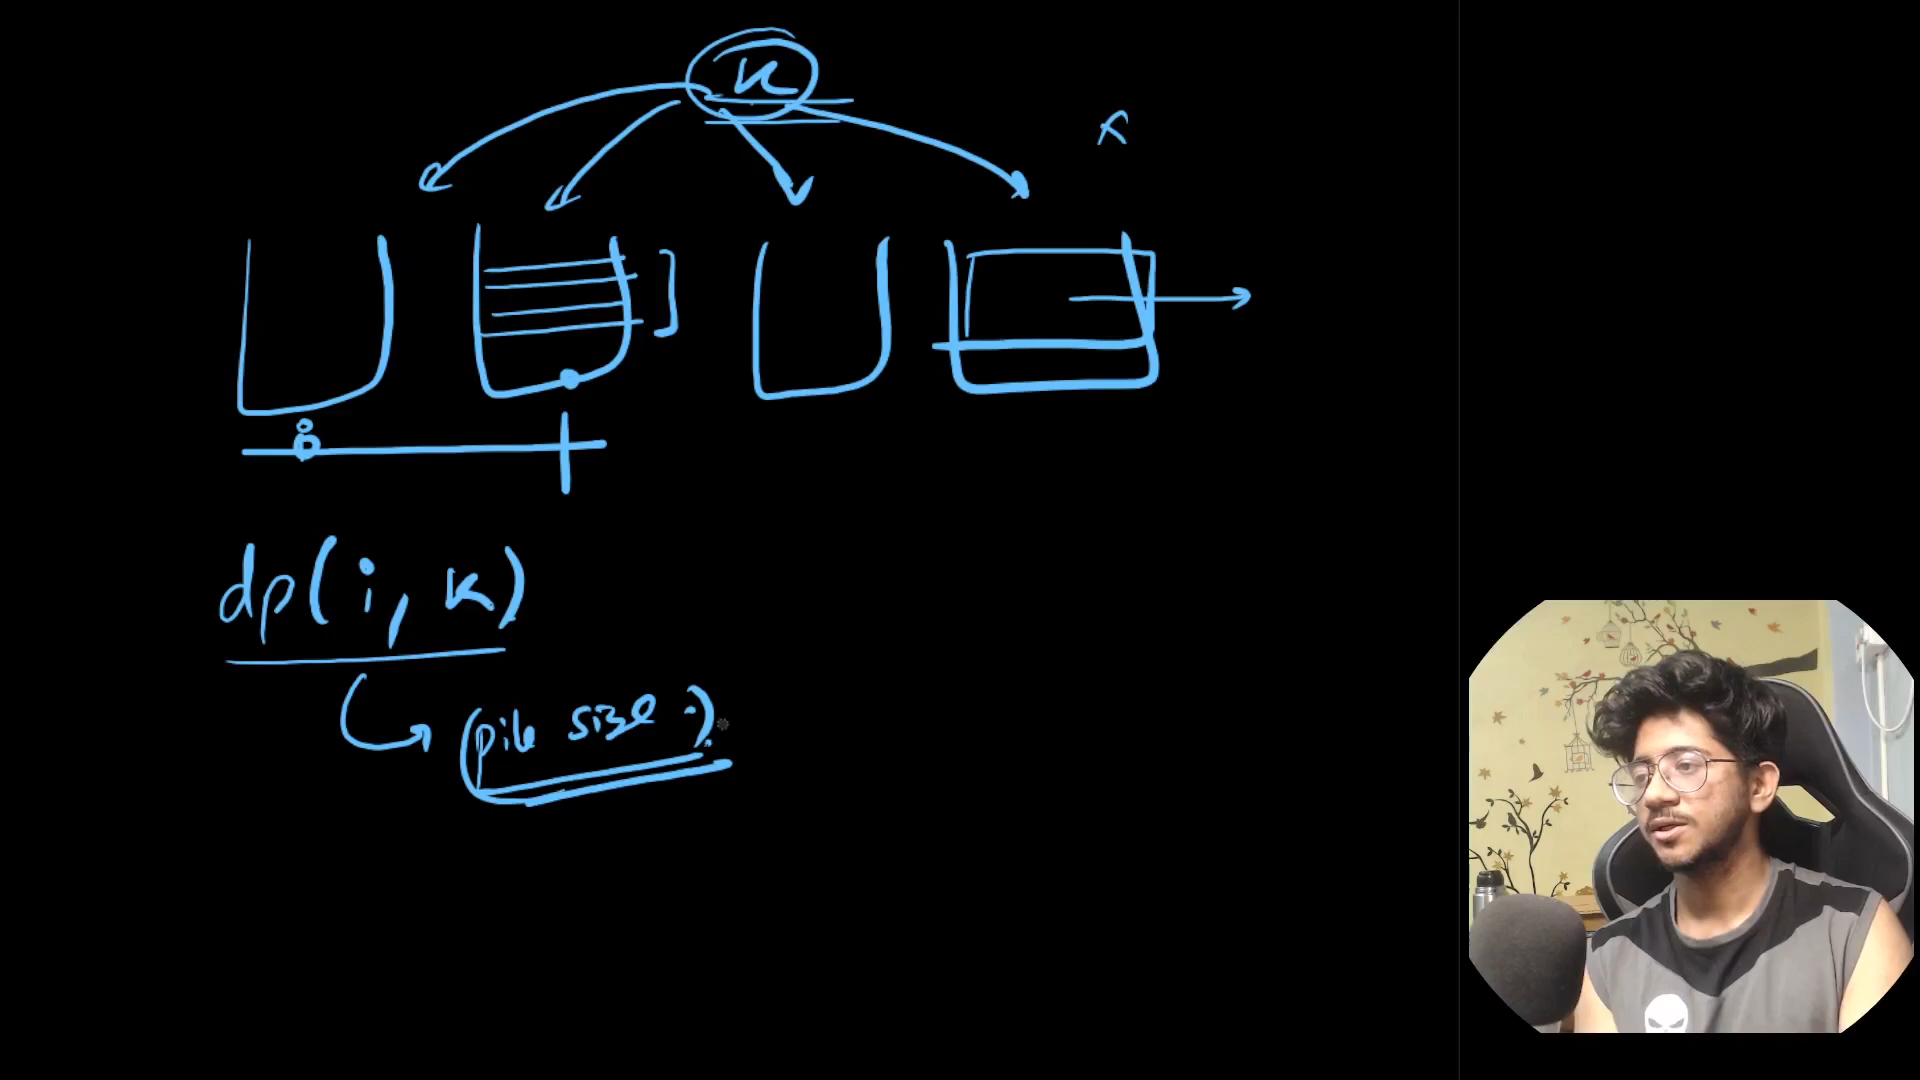 K
dp(i, K)
(pile size i)